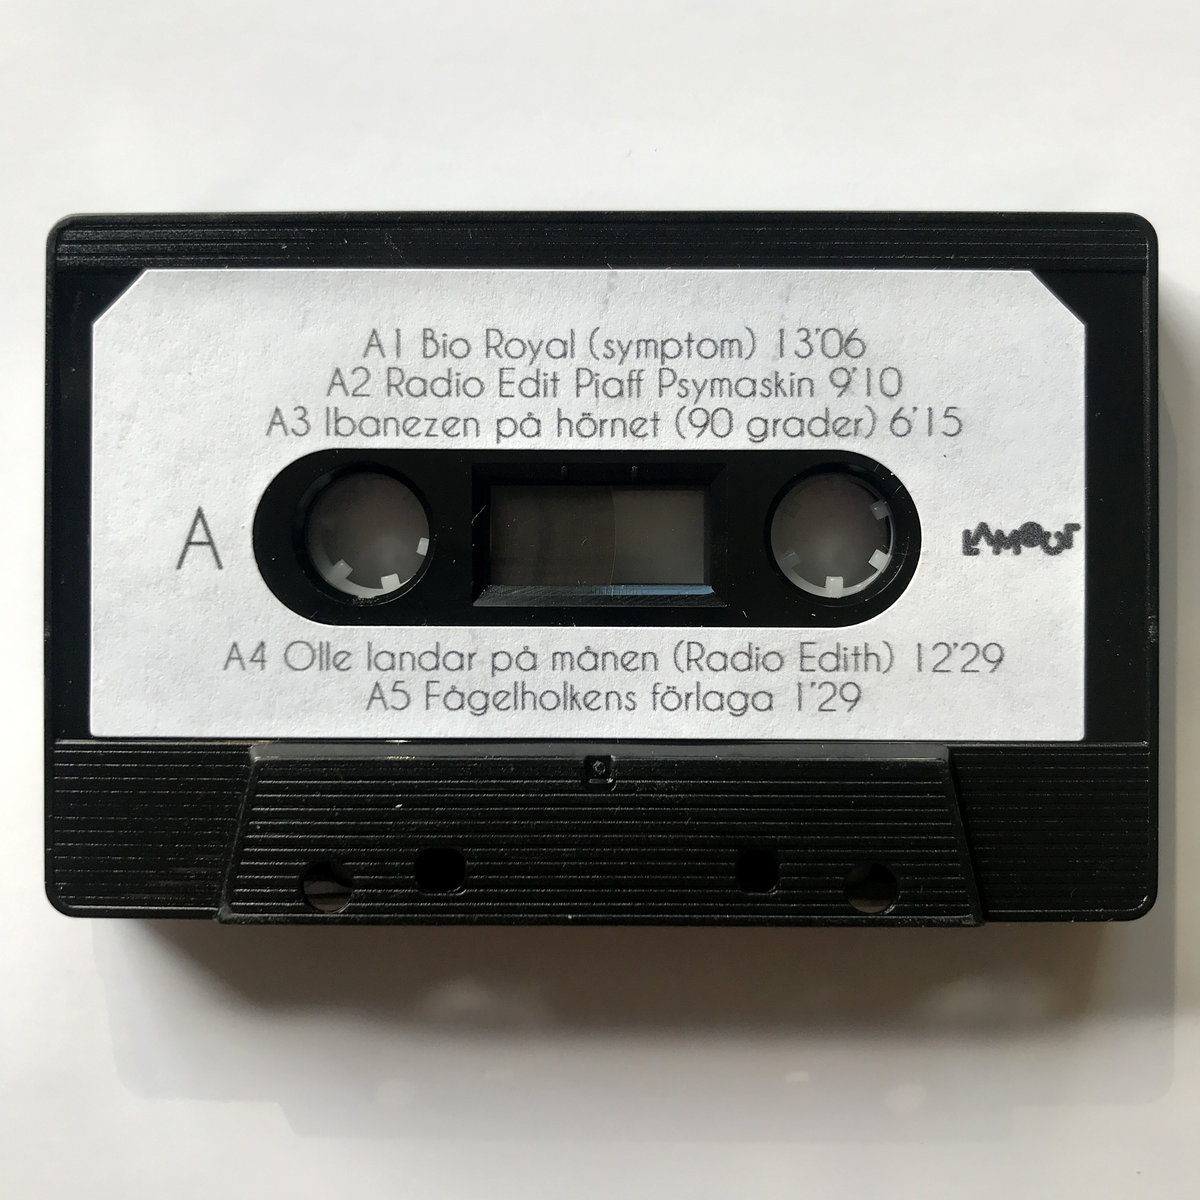 A1 Bio Royal (symptom) 13'06
A2 Radio Edit Piaff Psymaskin 9'10
A3 Ibanezen på hörnet (90 grader) 6'15
A
LAMOUR
A4 Olle landar på månen (Radio Edith) 12'29
A5 Fågelholkens förlaga 1'29